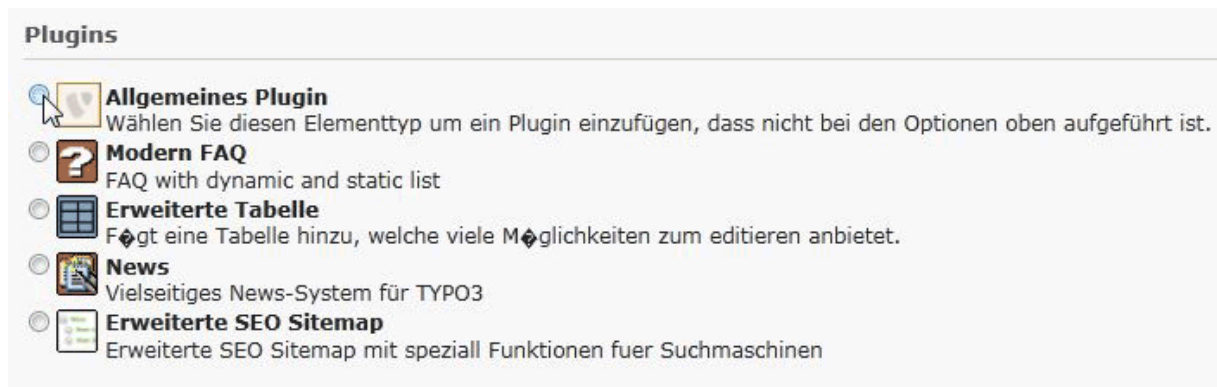 Plugins
Allgemeines Plugin
Wählen Sie diesen Elementtyp um ein Plugin einzufügen, dass nicht bei den Optionen oben aufgeführt ist.
Modern FAQ
FAQ with dynamic and static list
Erweiterte Tabelle
F�gt eine Tabelle hinzu, welche viele M�glichkeiten zum editieren anbietet.
News
Vielseitiges News-System für TYPO3
Erweiterte SEO Sitemap
Erweiterte SEO Sitemap mit speziall Funktionen fuer Suchmaschinen